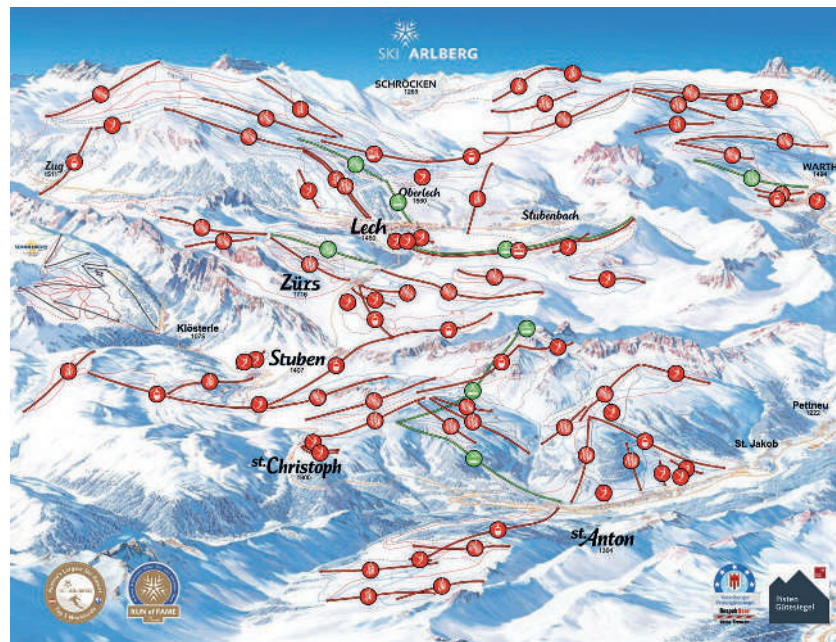 SKI ARLBERG
SCHRÖCKEN
1269
Zug
1511
WARTH
1494
Oberlech
Stubenbach
Lech
1450
Zürs
1716
Klösterle
1075
Stuben
1407
Pettneu
1222
St. Jakob
St. Christoph
1800
St. Anton
1304
RUN of FAME
Pisten
Gütesiegel